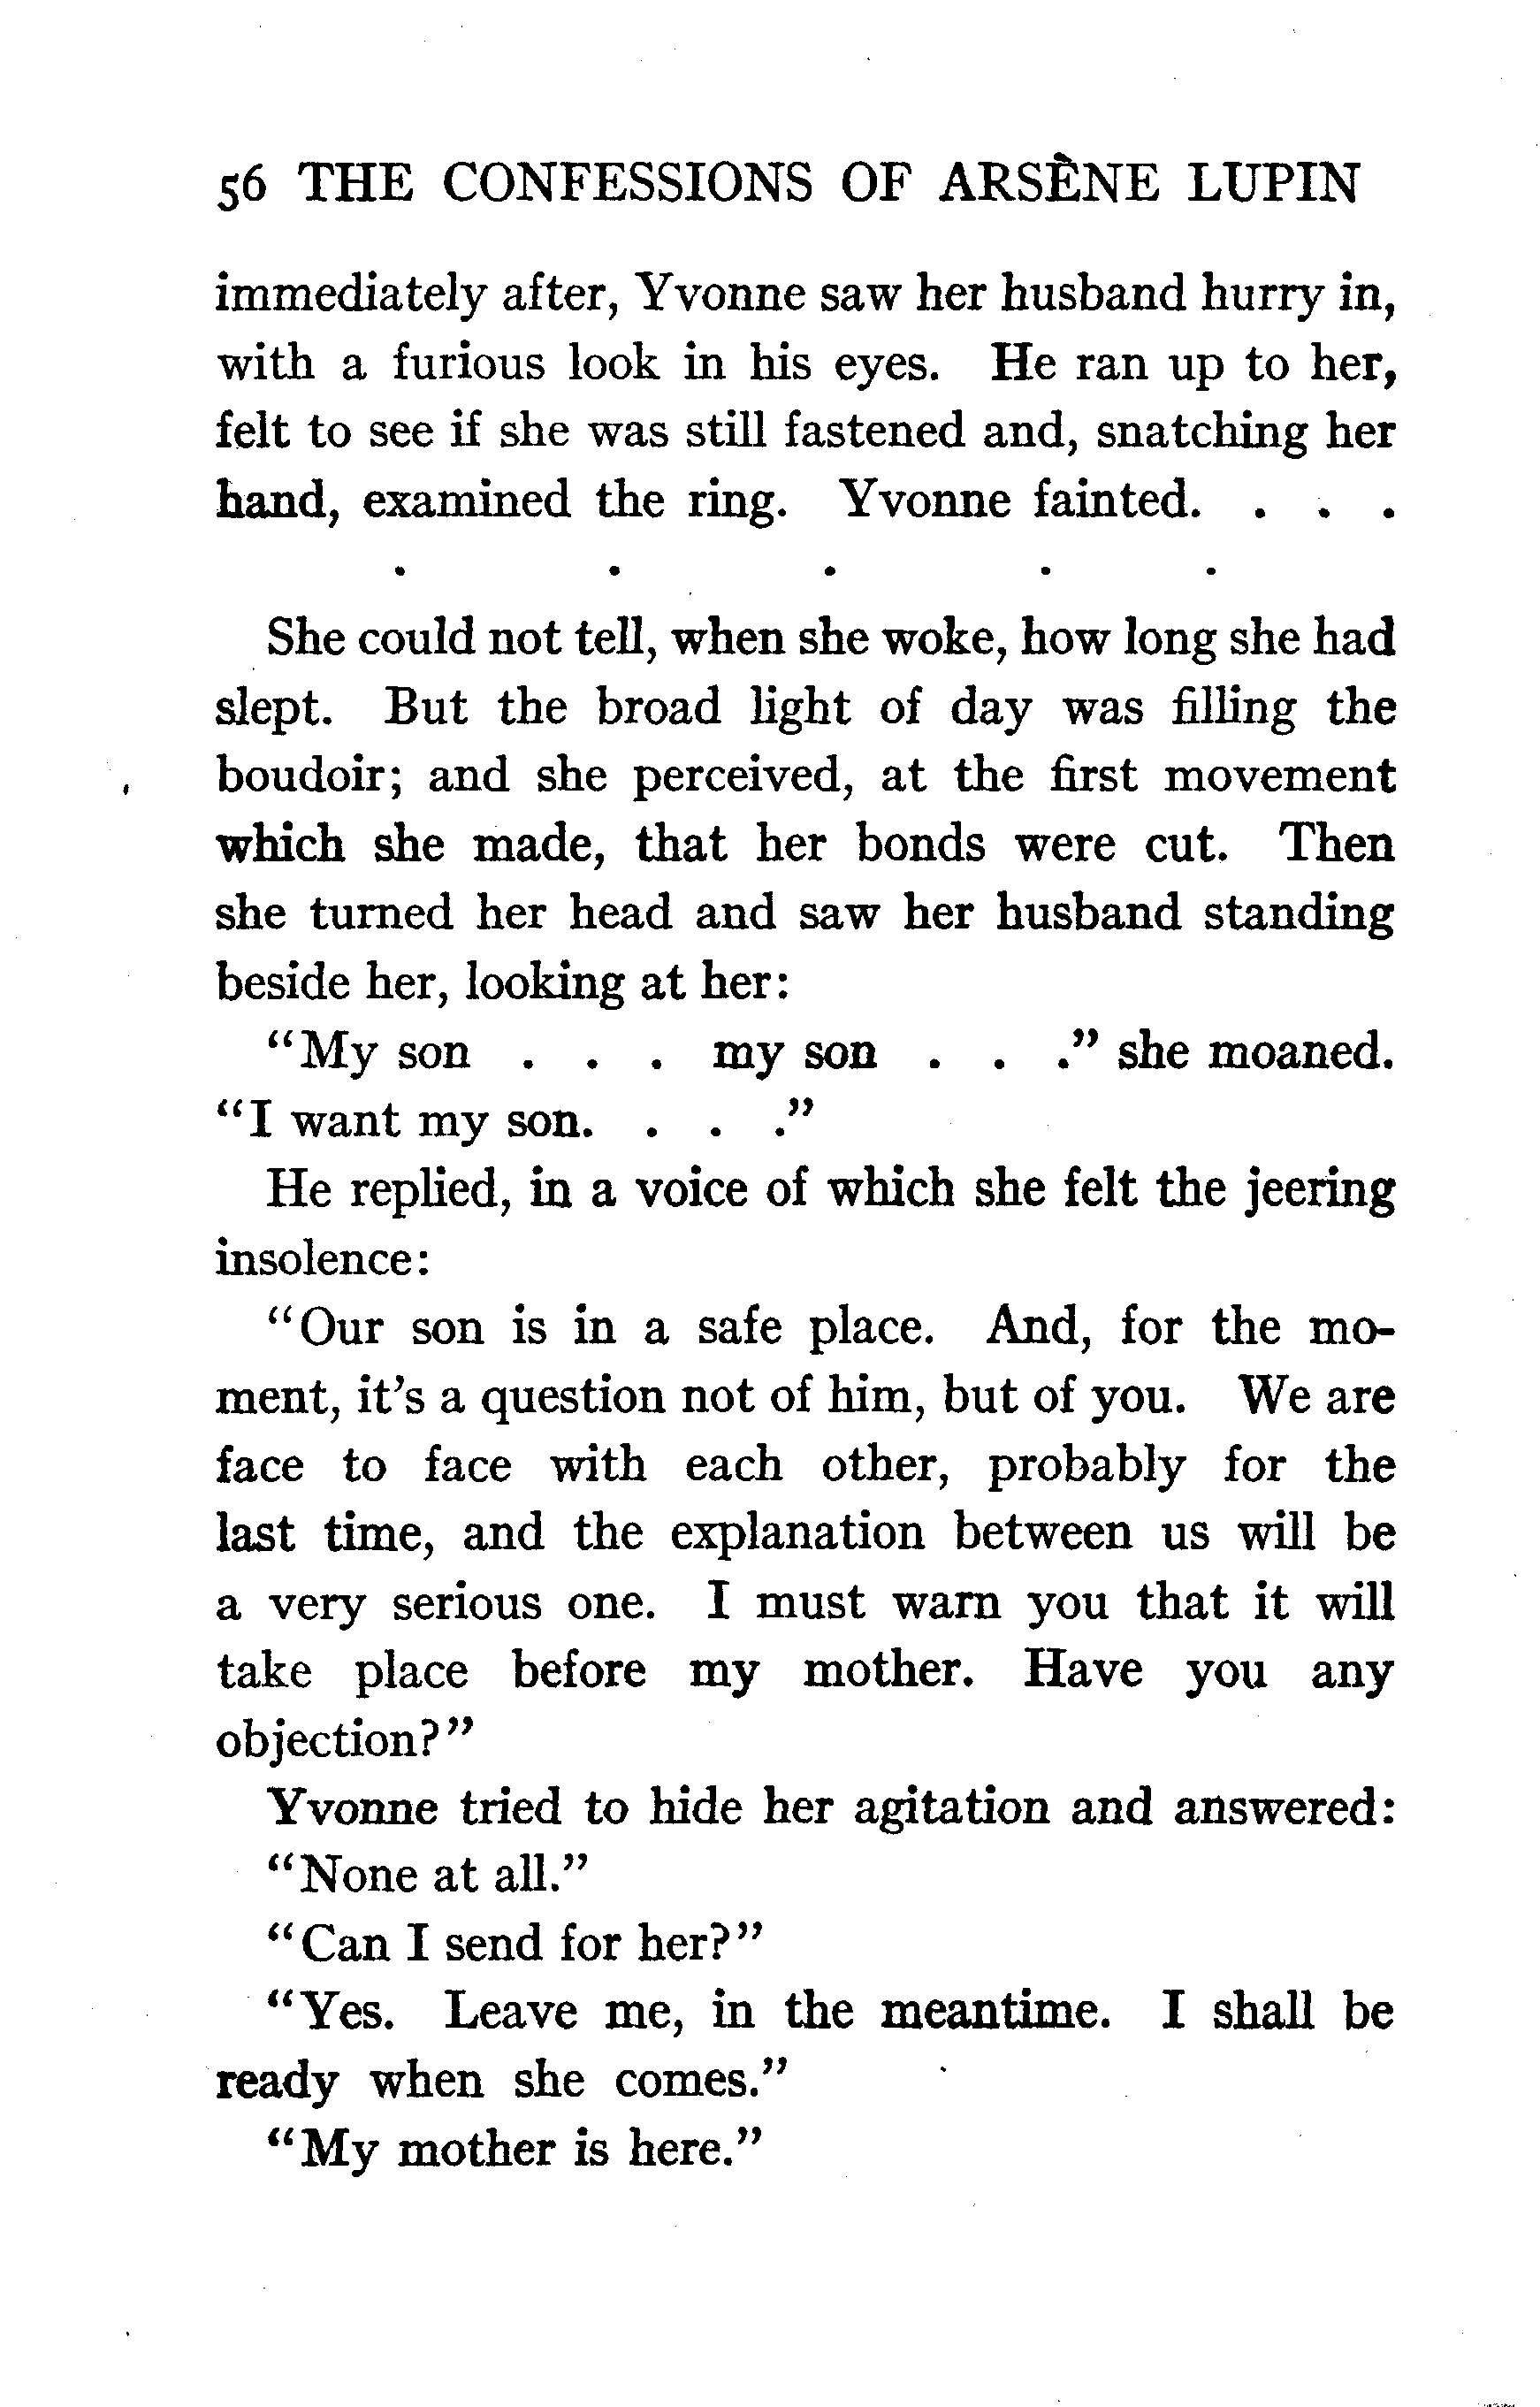 56 THE CONFESSIONS OF ARSÈNE LUPIN
immediately after, Yvonne saw her husband hurry in,
with a furious look in his eyes. He ran up to her,
felt to see if she was still fastened and, snatching her
hand, examined the ring. Yvonne fainted. . . .
. . . . .
She could not tell, when she woke, how long she had
slept. But the broad light of day was filling the
boudoir; and she perceived, at the first movement
which she made, that her bonds were cut. Then
she turned her head and saw her husband standing
beside her, looking at her:
"My son . . . my son . . ." she moaned.
"I want my son. . . ."
He replied, in a voice of which she felt the jeering
insolence:
"Our son is in a safe place. And, for the mo-
ment, it's a question not of him, but of you. We are
face to face with each other, probably for the
last time, and the explanation between us will be
a very serious one. I must warn you that it will
take place before my mother. Have you any
objection?"
Yvonne tried to hide her agitation and answered:
"None at all."
"Can I send for her?"
"Yes. Leave me, in the meantime. I shall be
ready when she comes."
"My mother is here."